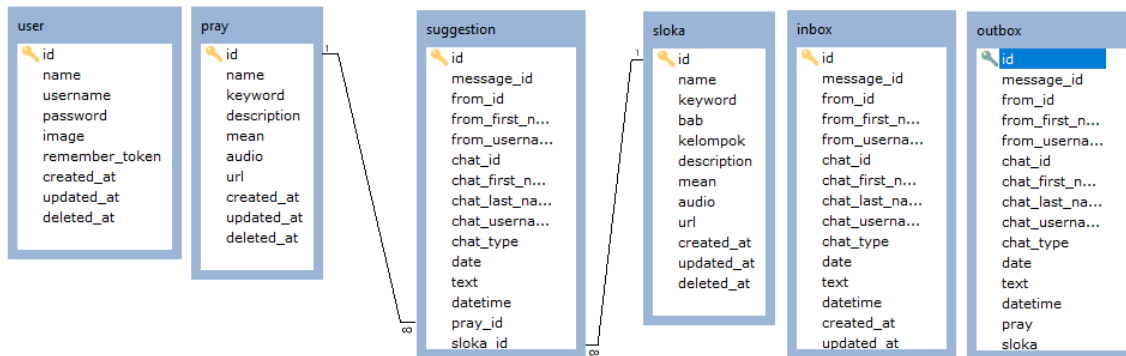 user
id
name
username
password
image
remember_token
created_at
updated_at
deleted_at
pray
id
name
keyword
description
mean
audio
url
created_at
updated_at
deleted_at
1
∞
suggestion
id
message_id
from_id
from_first_n...
from_userna...
chat_id
chat_first_n...
chat_last_na...
chat_userna...
chat_type
date
text
datetime
pray_id
sloka_id
1
∞
sloka
id
name
keyword
bab
kelompok
description
mean
audio
url
created_at
updated_at
deleted_at
inbox
id
message_id
from_id
from_first_n...
from_userna...
chat_id
chat_first_n...
chat_last_na...
chat_userna...
chat_type
date
text
datetime
created_at
updated_at
outbox
id
message_id
from_id
from_first_n...
from_userna...
chat_id
chat_first_n...
chat_last_na...
chat_userna...
chat_type
date
text
datetime
pray
sloka